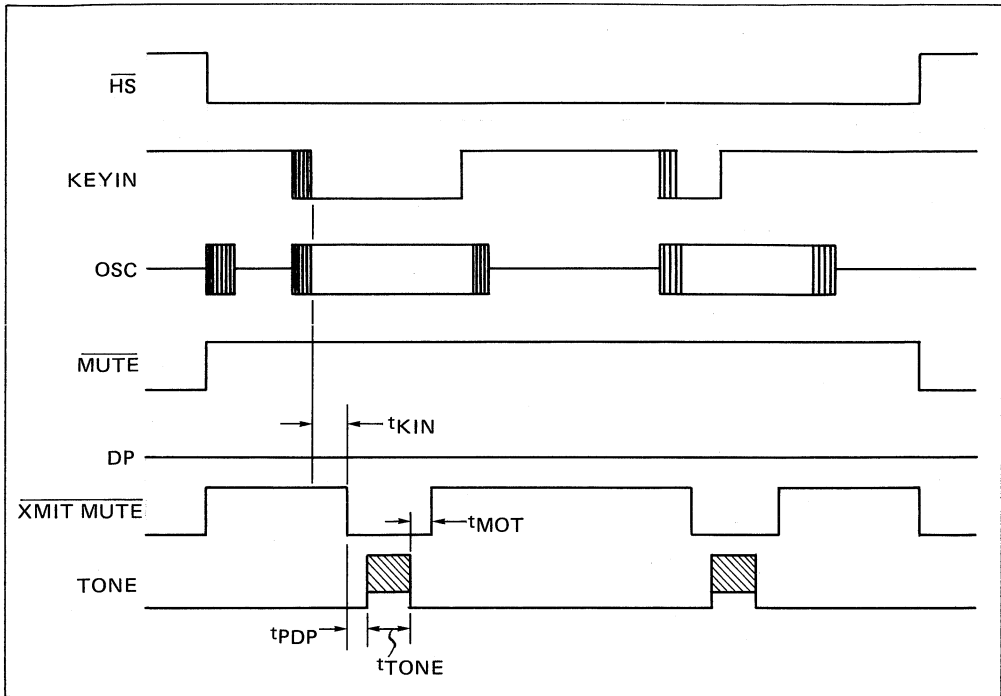 HS
KEYIN
OSC
MUTE
tKIN
DP
XMIT MUTE
tMOT
TONE
tPDP
tTONE